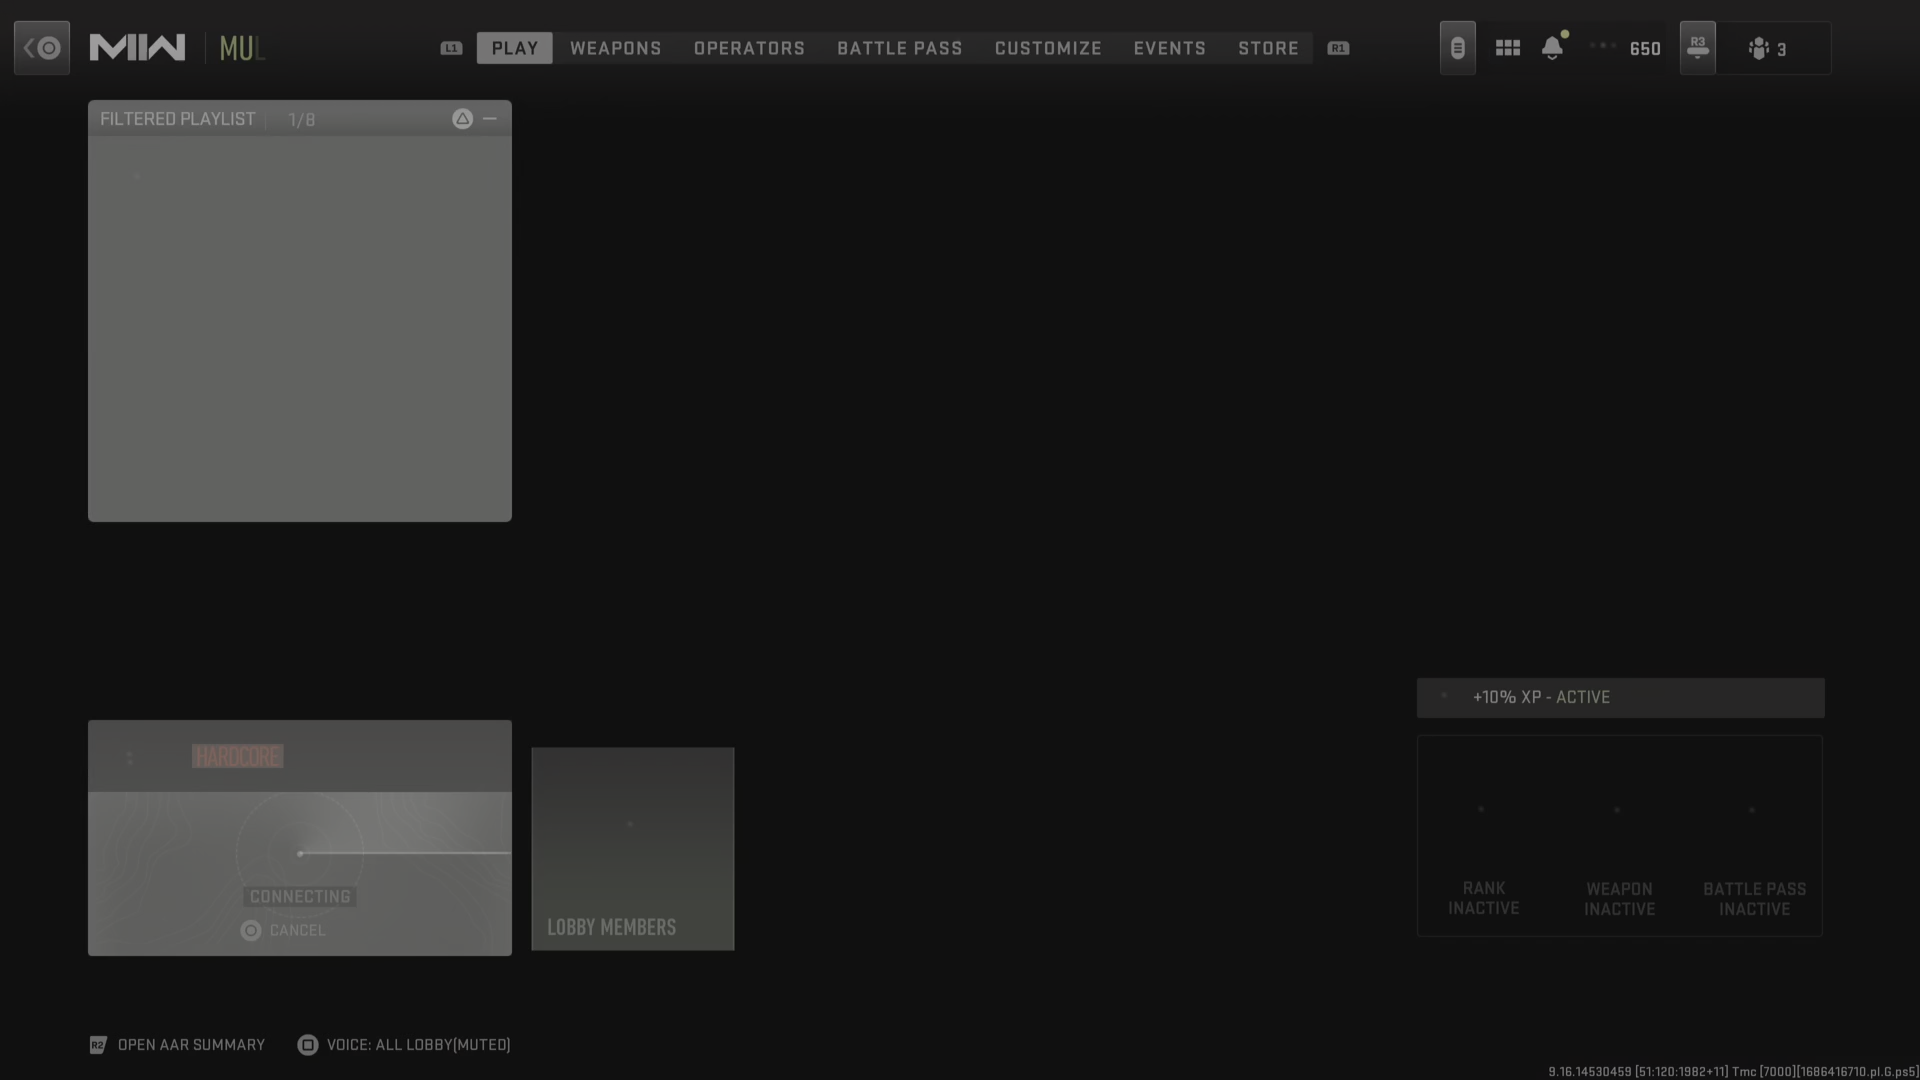 MW MUL
L1 PLAY WEAPONS OPERATORS BATTLE PASS CUSTOMIZE EVENTS STORE R1
650 R3 3
FILTERED PLAYLIST 1/8
+10% XP - ACTIVE
HARDCORE
CONNECTING
CANCEL
LOBBY MEMBERS
RANK INACTIVE
WEAPON INACTIVE
BATTLE PASS INACTIVE
R2 OPEN AAR SUMMARY VOICE: ALL LOBBY(MUTED)
9.16.14530459 [51:120:1982+11] Tmc [7000][1686416710.pl.G.ps5]